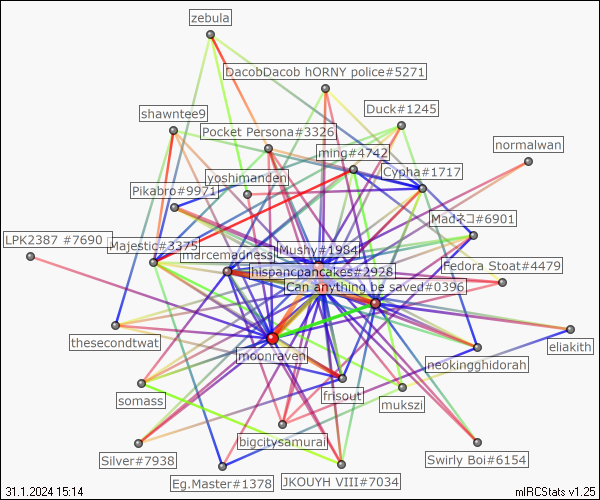 zebula
DacobDacob hORNY police#5271
shawntee9
Duck#1245
Pocket Persona#3326
normalwan
ming#4742
yoshimanden
Cypha#1717
Pikabro#9971
Madネコ#6901
LPK2387 #7690
Majestic#3375
marcemadness
Mushy#1984
hispancpancakes#2928
Fedora Stoat#4479
Can anything be saved#0396
thesecondtwat
moonraven
eliakith
neokingghidorah
somass
frisout
mukszi
bigcitysamurai
Silver#7938
Swirly Boi#6154
Eg.Master#1378
JKOUYH VIII#7034
31.1.2024 15:14
mIRCStats v1.25